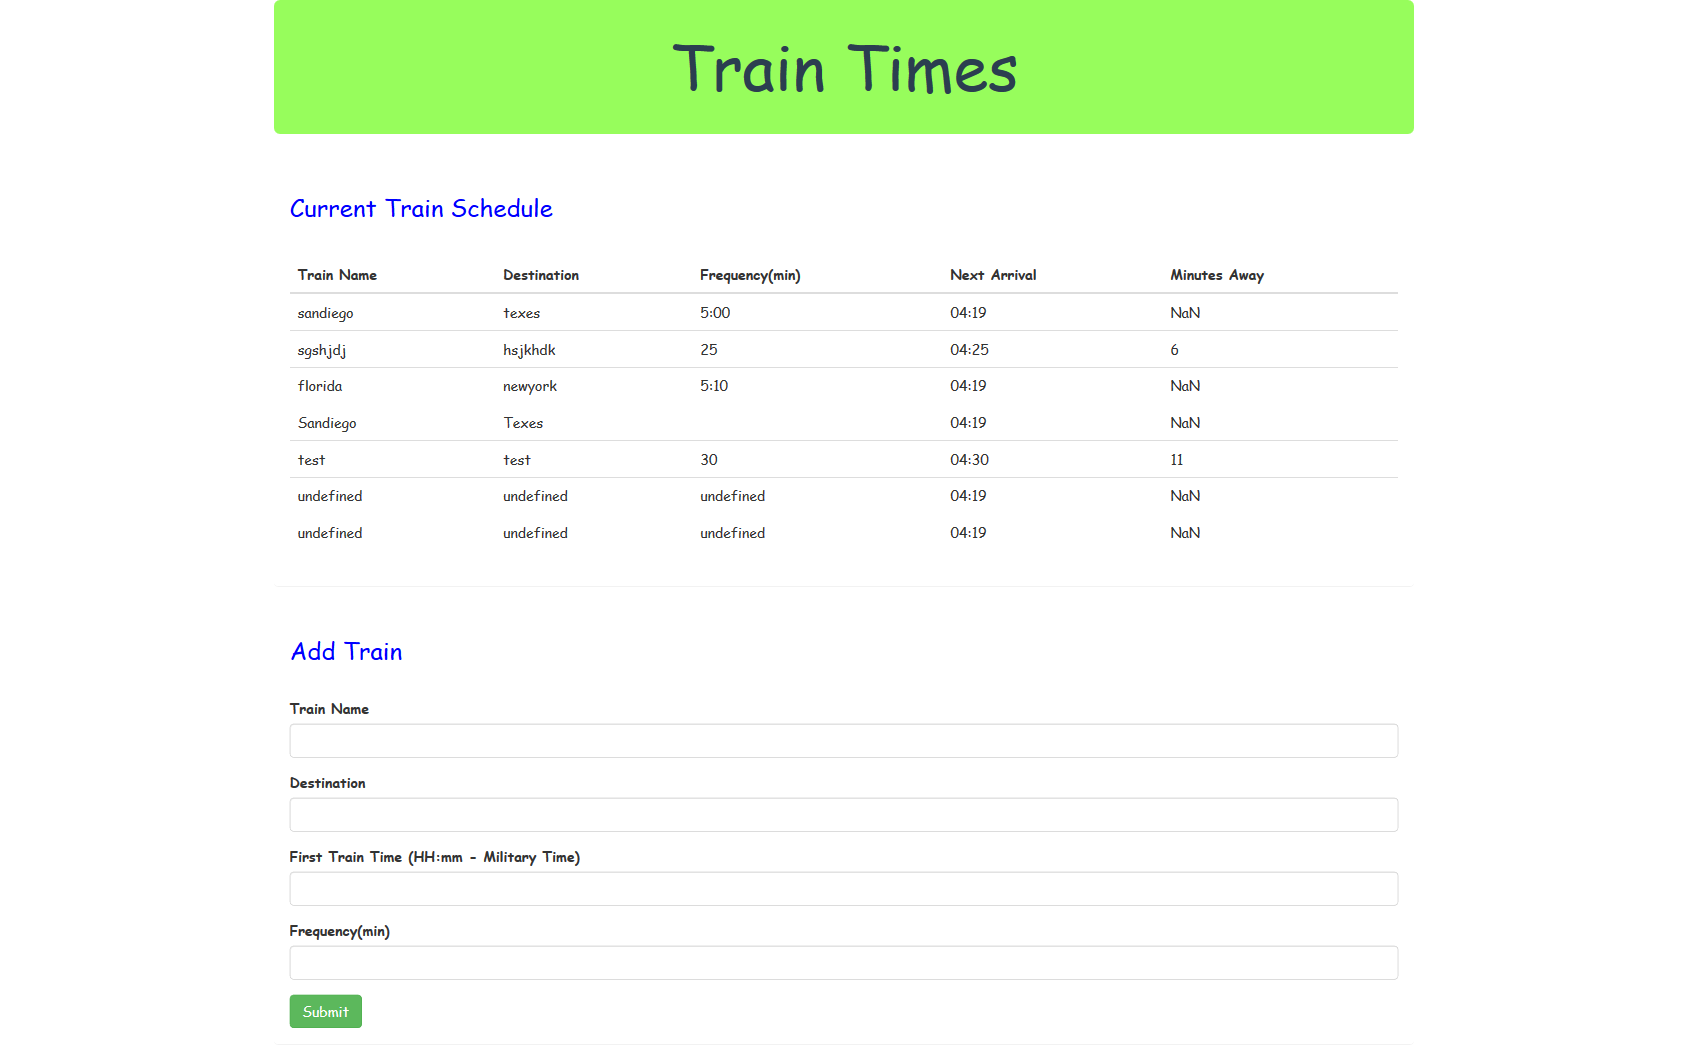 Train Times
Current Train Schedule
Train Name Destination Frequency(min) Next Arrival Minutes Away
sandiego texes 5:00 04:19 NaN
sgshjdj hsjkhdk 25 04:25 6
florida newyork 5:10 04:19 NaN
Sandiego Texes 04:19 NaN
test test 30 04:30 11
undefined undefined undefined 04:19 NaN
undefined undefined undefined 04:19 NaN
Add Train
Train Name
Destination
First Train Time (HH:mm - Military Time)
Frequency(min)
Submit